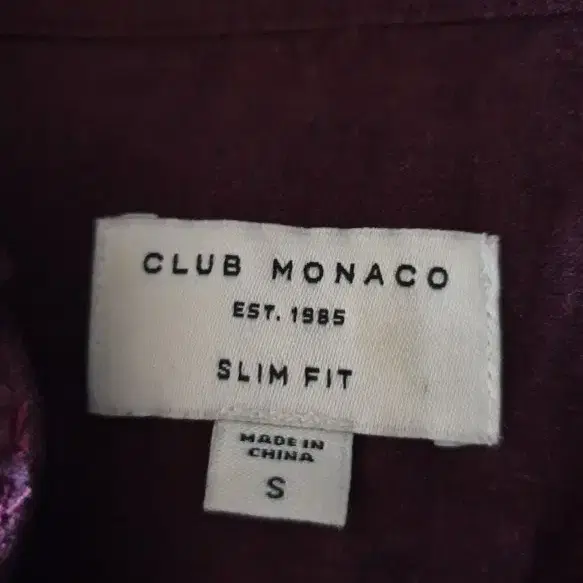 CLUB MONACO
EST. 1985
SLIM FIT
MADE IN
CHINA
S